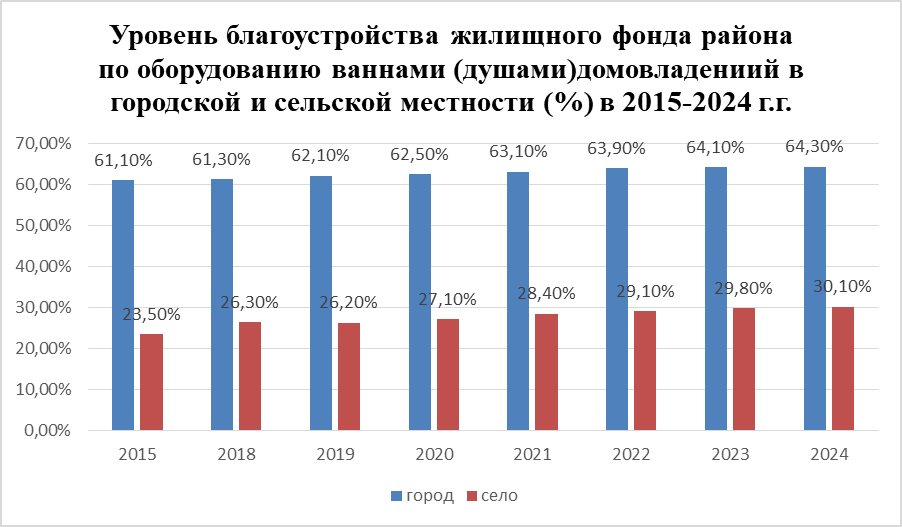 Уровень благоустройства жилищного фонда района
по оборудованию ваннами (душами)домовладениий в
городской и сельской местности (%) в 2015-2024 г.г.
70,00%
60,00%
50,00%
40,00%
30,00%
20,00%
10,00%
0,00%
61,10% 61,30% 62,10% 62,50% 63,10% 63,90% 64,10% 64,30%
23,50% 26,30% 26,20% 27,10% 28,40% 29,10% 29,80% 30,10%
2015 2018 2019 2020 2021 2022 2023 2024
город село